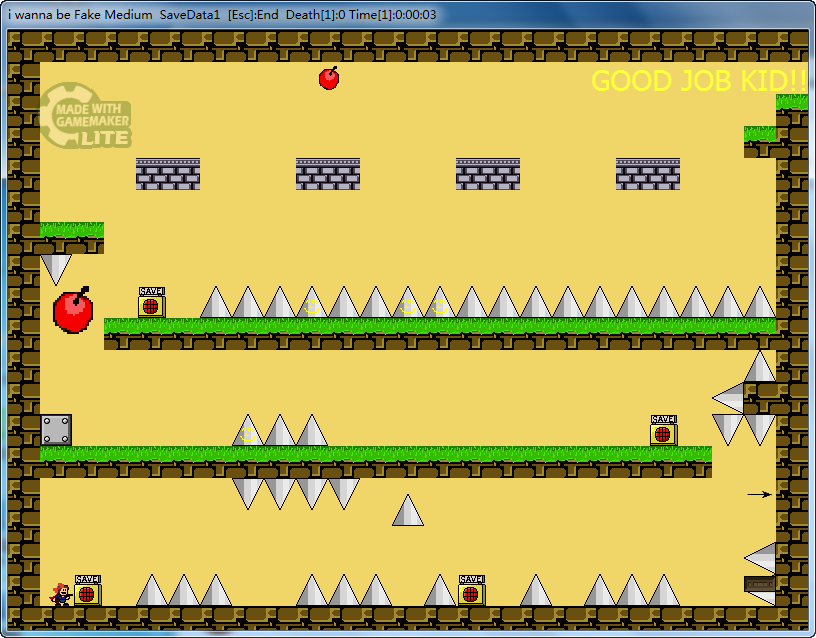 i wanna be Fake Medium  SaveData1  [Esc]:End  Death[1]:0 Time[1]:0:00:03
GOOD JOB KID!!
MADE WITH
GAMEMAKER
LITE
SAVE!
SAVE!
SAVE!
SAVE!